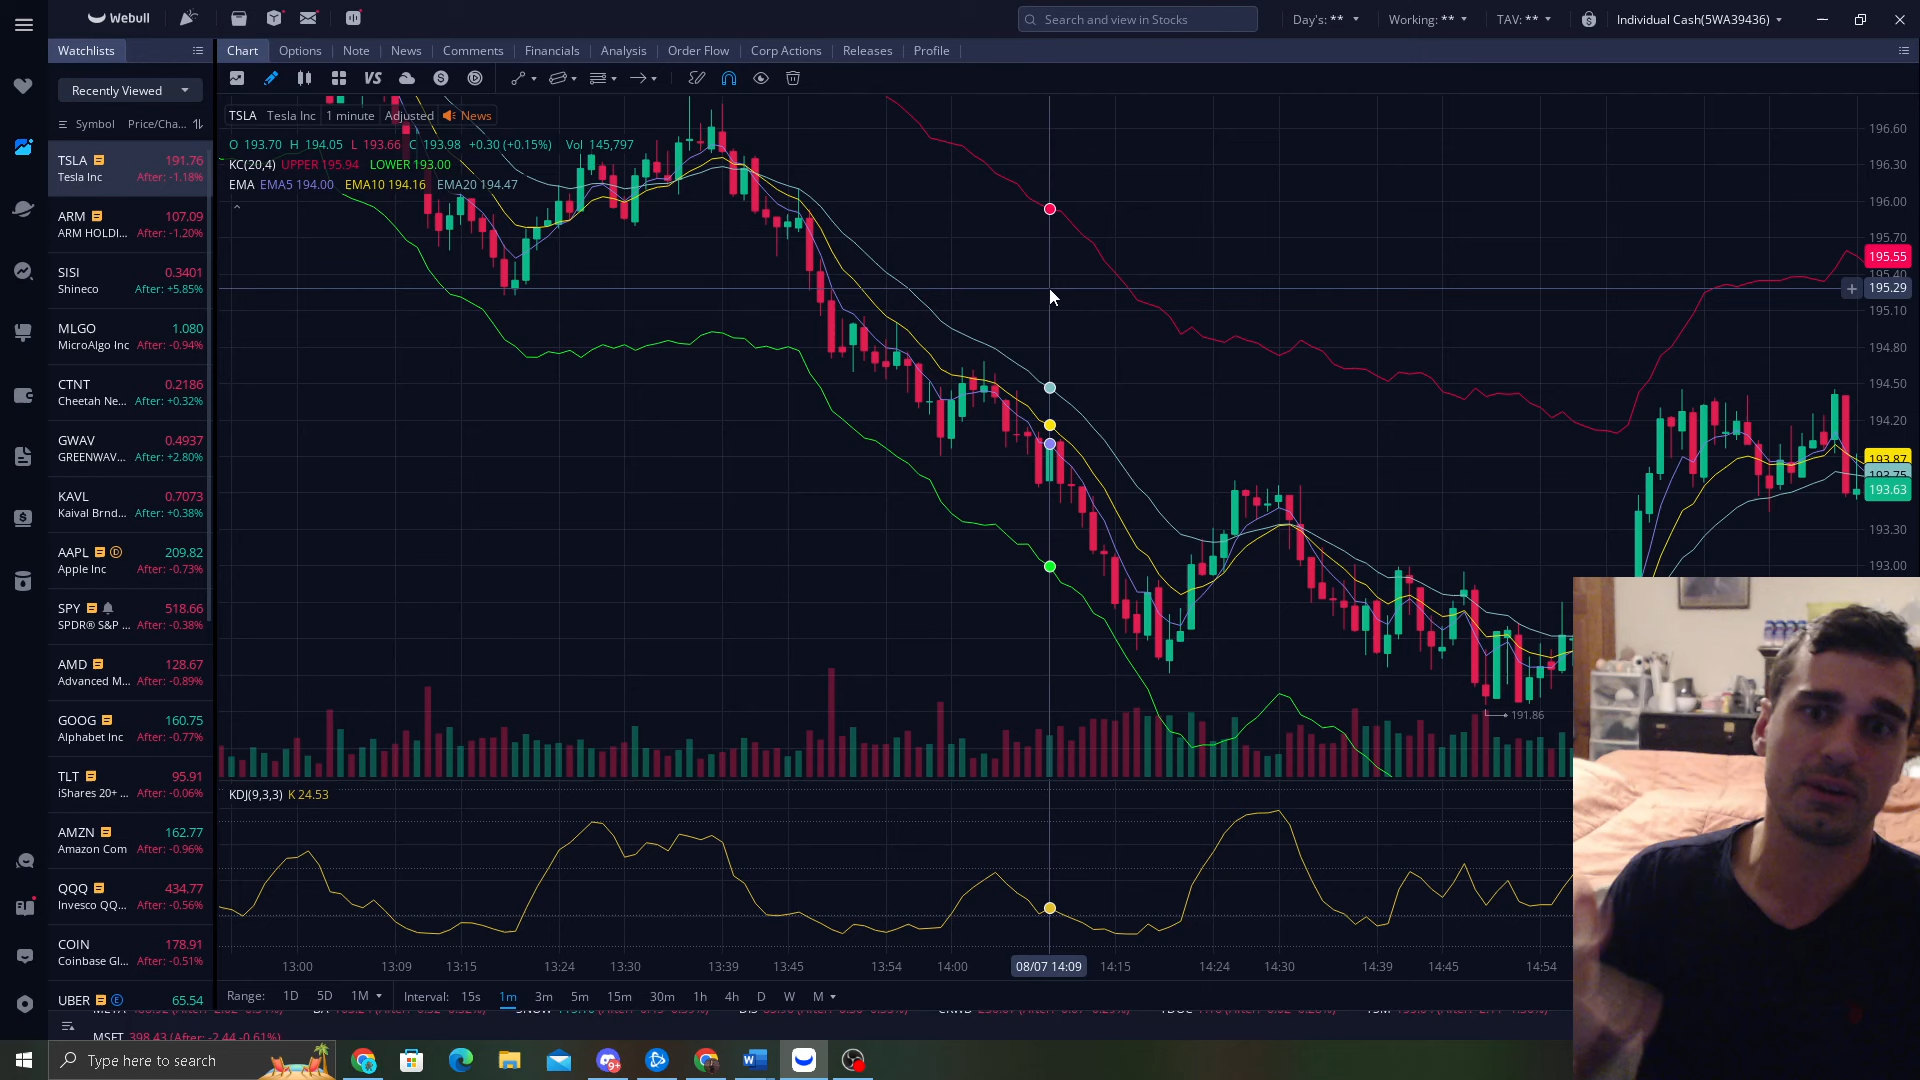 Webull
Search and view in Stocks
Day's: **
Working: **
TAV: **
Individual Cash(5WA39436)
Watchlists
Chart Options Note News Comments Financials Analysis Order Flow Corp Actions Releases Profile
Recently Viewed
VS
Symbol Price/Cha...
TSLA 191.76
Tesla Inc After: -1.18%
ARM 107.09
ARM HOLDI... After: -1.20%
SISI 0.3401
Shineco After: +5.85%
MLGO 1.080
MicroAlgo Inc After: -0.94%
CTNT 0.2186
Cheetah Ne... After: +0.32%
GWAV 0.4937
GREENWAV... After: +2.80%
KAVL 0.7073
Kaival Brnd... After: +0.38%
AAPL D 209.82
Apple Inc After: -0.73%
SPY 518.66
SPDR® S&P ... After: -0.38%
AMD 128.67
Advanced M... After: -0.89%
GOOG 160.75
Alphabet Inc After: -0.77%
TLT 95.91
iShares 20+ ... After: -0.06%
AMZN 162.77
Amazon Com After: -0.96%
QQQ 434.77
Invesco QQ... After: -0.56%
COIN 178.91
Coinbase Gl... After: -0.51%
UBER E 65.54
TSLA Tesla Inc 1 minute Adjusted News
O 193.70 H 194.05 L 193.66 C 193.98 +0.30 (+0.15%) Vol 145,797
KC(20,4) UPPER 195.94 LOWER 193.00
EMA EMA5 194.00 EMA10 194.16 EMA20 194.47
196.60
196.30
196.00
195.70
195.55
195.40
195.29
195.10
194.80
194.50
194.20
193.87
193.75
193.63
193.30
193.00
191.86
KDJ(9,3,3) K 24.53
13:00 13:09 13:15 13:24 13:30 13:39 13:45 13:54 14:00 08/07 14:09 14:15 14:24 14:30 14:39 14:45 14:54
Range: 1D 5D 1M Interval: 15s 1m 3m 5m 15m 30m 1h 4h D W M
MSFT 398.43 (After: -2.44 -0.61%)
Type here to search
9+